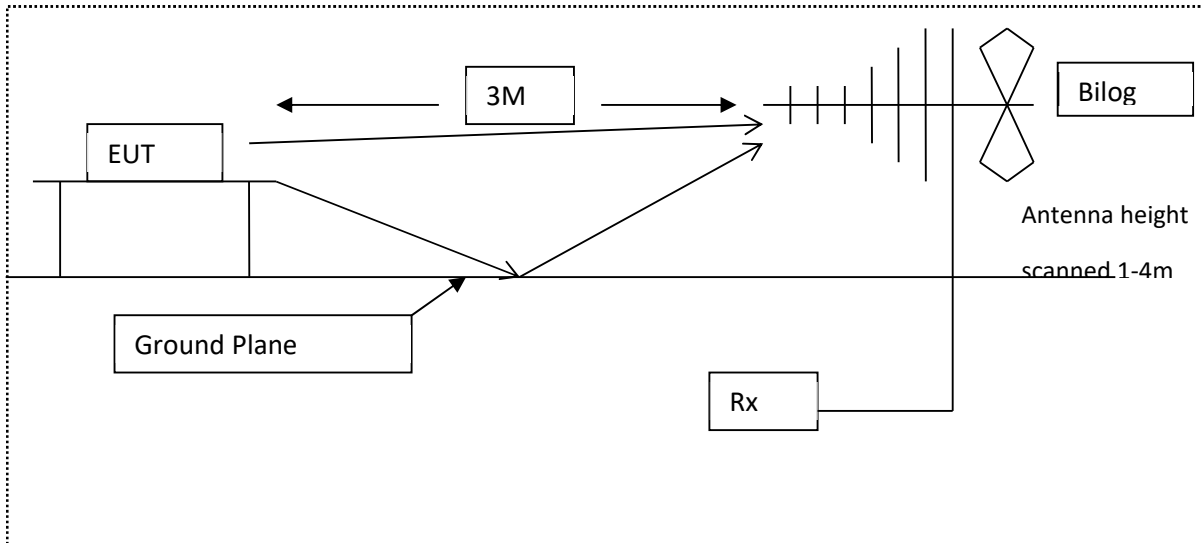 3M
Bilog
EUT
Antenna height
scanned 1-4m
Ground Plane
Rx